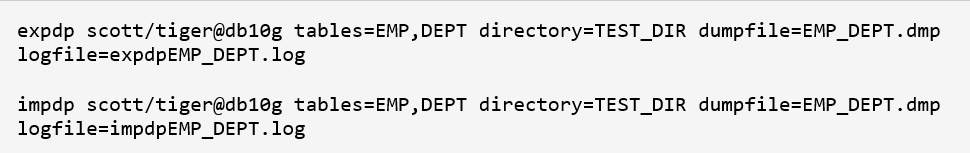 expdp scott/tiger@db10g tables=EMP,DEPT directory=TEST_DIR dumpfile=EMP_DEPT.dmp
logfile=expdpEMP_DEPT.log

impdp scott/tiger@db10g tables=EMP,DEPT directory=TEST_DIR dumpfile=EMP_DEPT.dmp
logfile=impdpEMP_DEPT.log